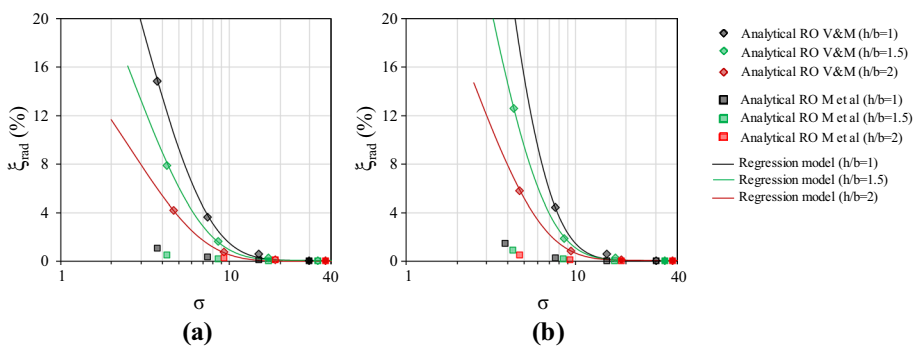 20
16
12
8
4
0
ξrad (%)
1
10
40
σ
(a)
20
16
12
8
4
0
ξrad (%)
1
10
40
σ
(b)
Analytical RO V&M (h/b=1)
Analytical RO V&M (h/b=1.5)
Analytical RO V&M (h/b=2)
Analytical RO M et al (h/b=1)
Analytical RO M et al (h/b=1.5)
Analytical RO M et al (h/b=2)
Regression model (h/b=1)
Regression model (h/b=1.5)
Regression model (h/b=2)